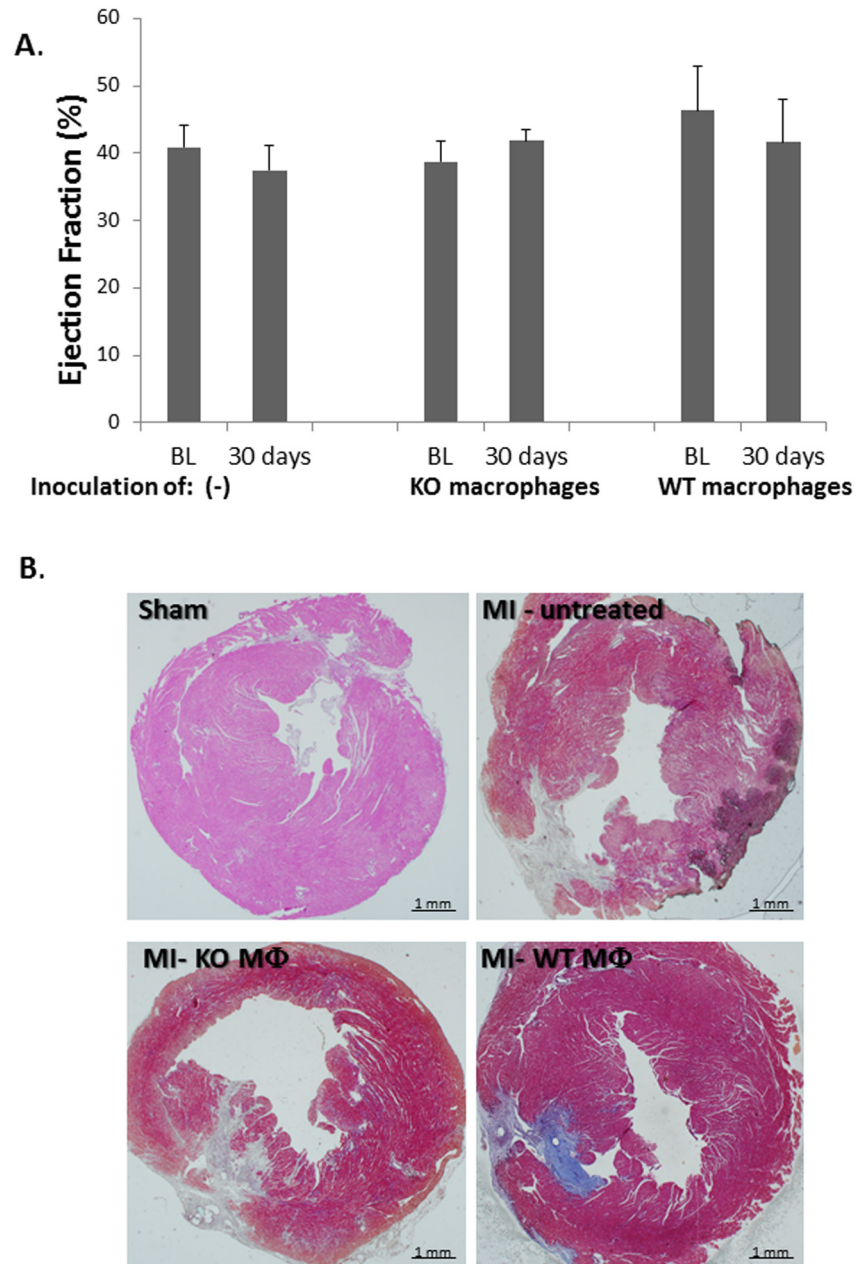 A.
Ejection Fraction (%)
60
50
40
30
20
10
0
BL 30 days BL 30 days BL 30 days
Inoculation of: (-) KO macrophages WT macrophages
B.
Sham
MI - untreated
1 mm
1 mm
MI- KO MΦ
MI- WT MΦ
1 mm
1 mm